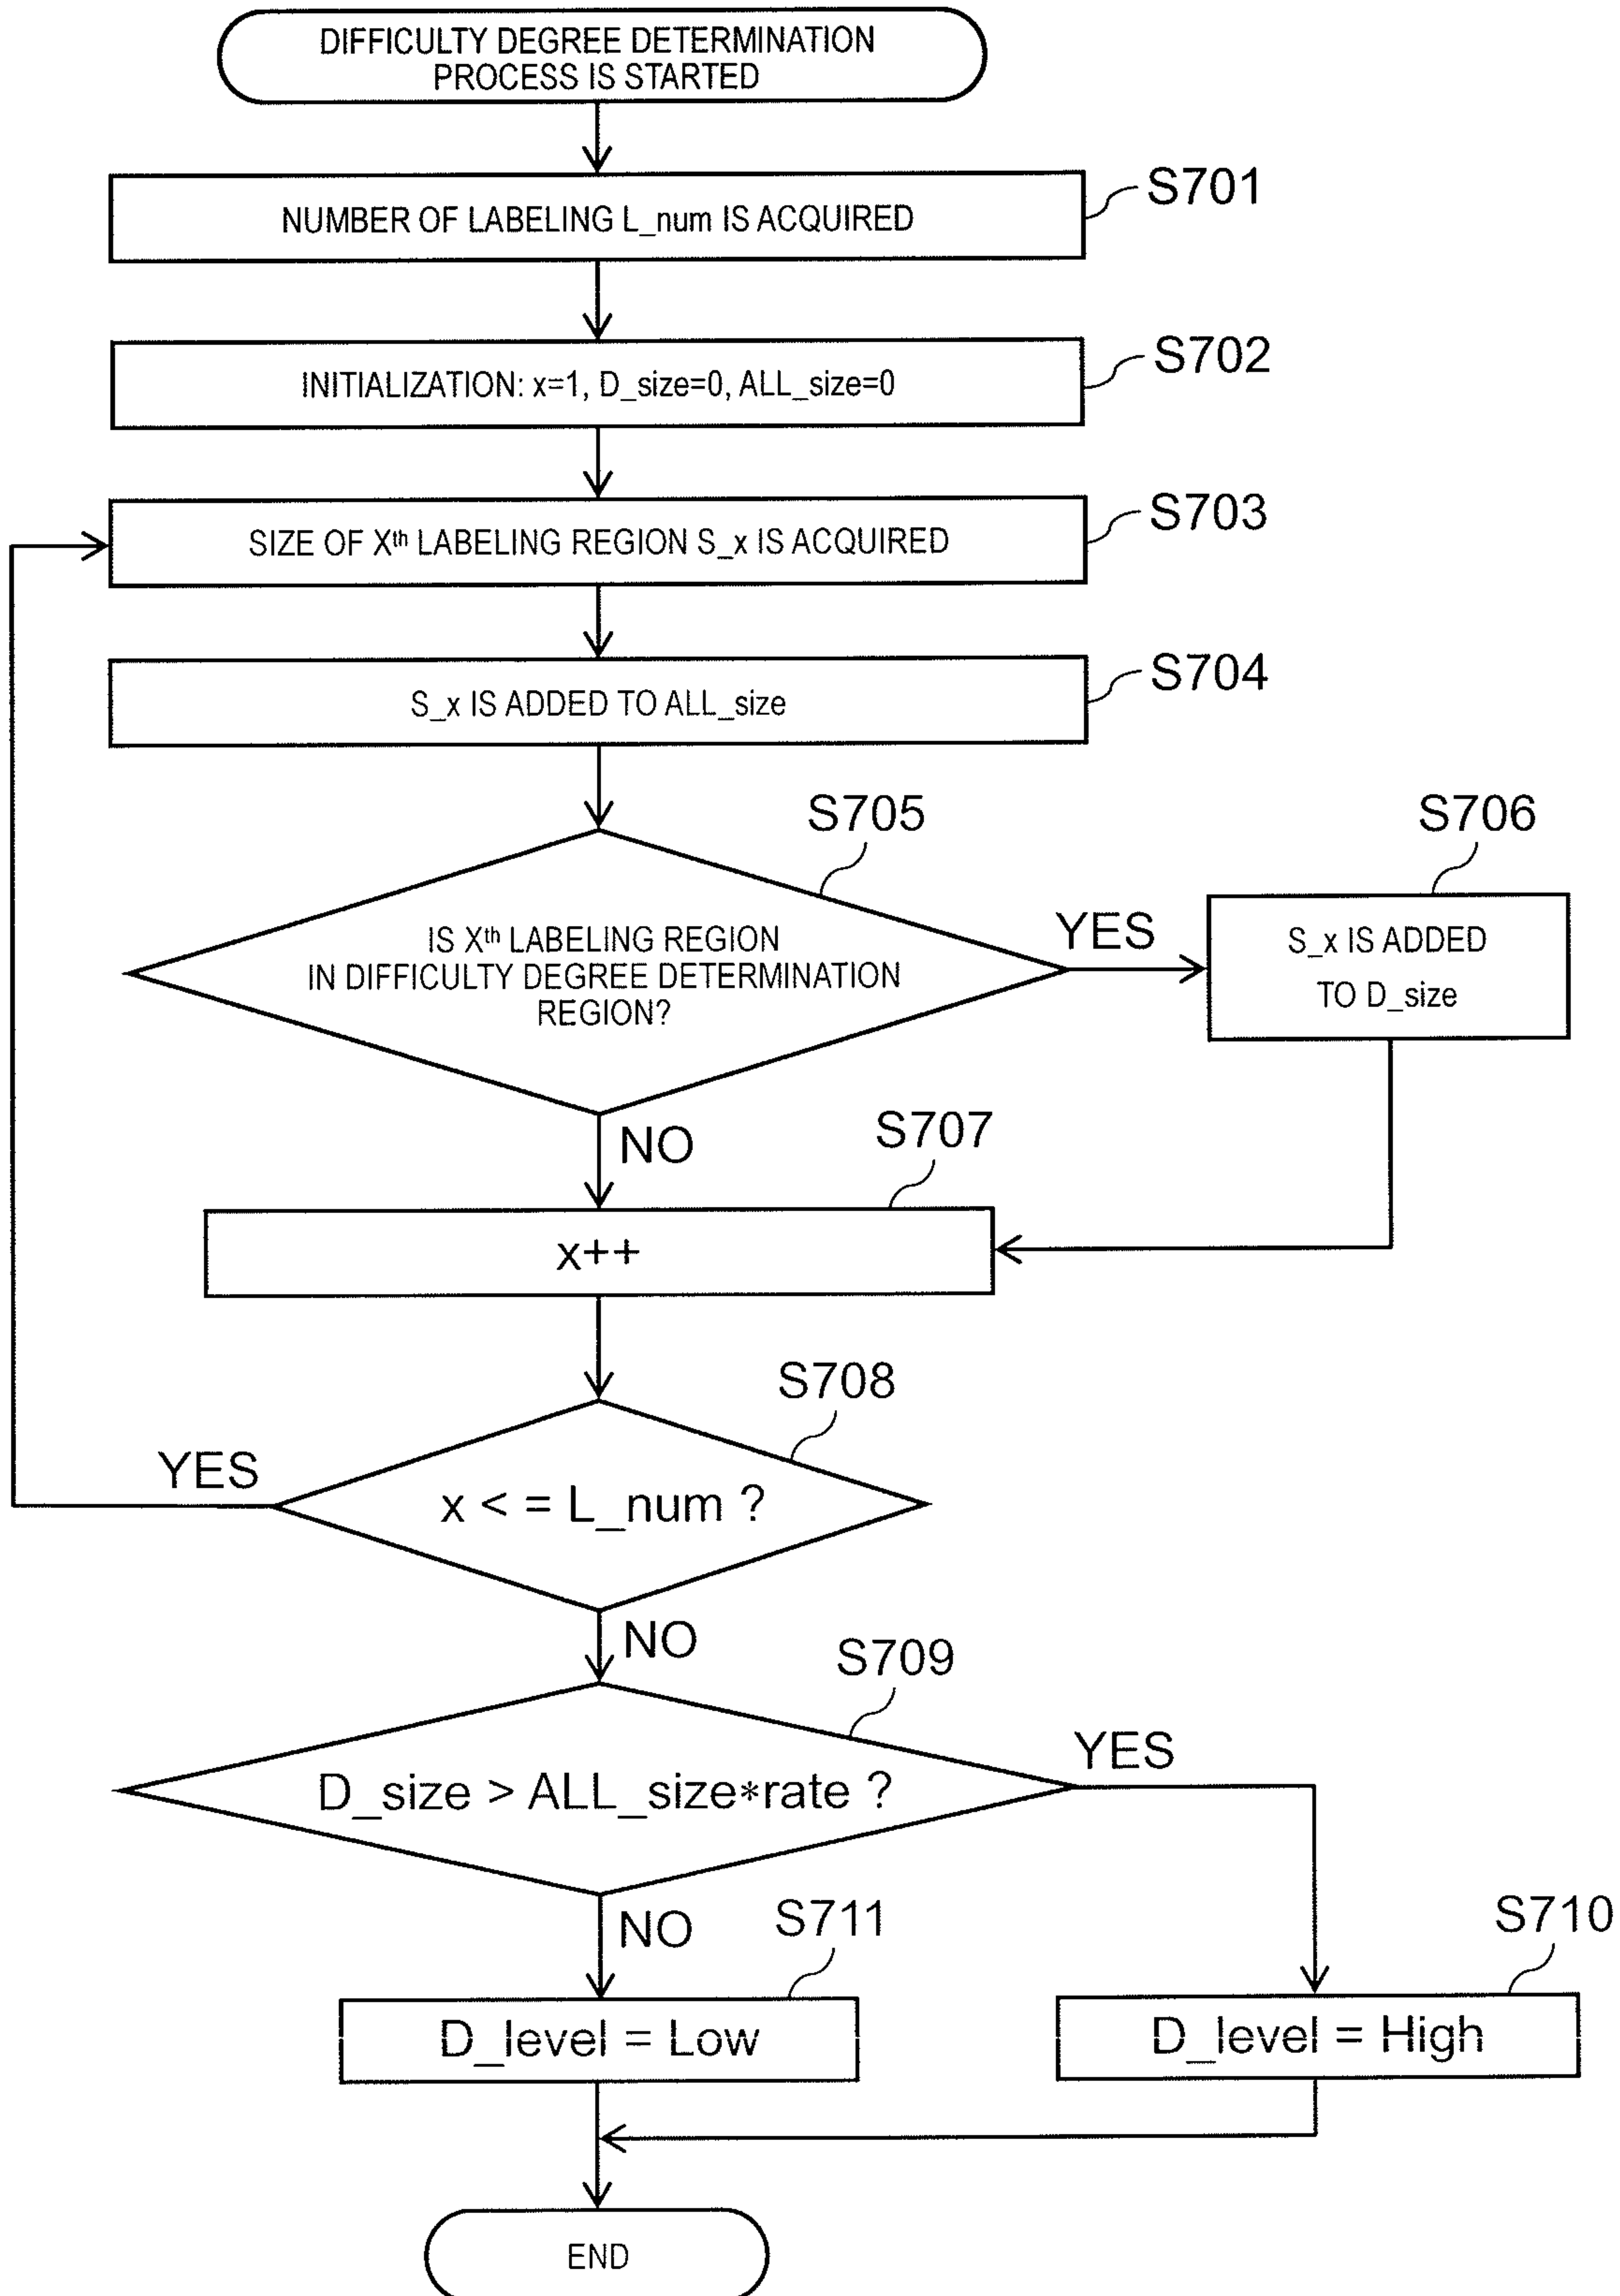 DIFFICULTY DEGREE DETERMINATION
PROCESS IS STARTED
S701
NUMBER OF LABELING L_num IS ACQUIRED
S702
INITIALIZATION: x=1, D_size=0, ALL_size=0
S703
SIZE OF Xth LABELING REGION S_x IS ACQUIRED
S704
S_x IS ADDED TO ALL_size
S705
S706
IS Xth LABELING REGION
IN DIFFICULTY DEGREE DETERMINATION
REGION?
YES
S_x IS ADDED
TO D_size
NO
S707
x++
S708
YES
x < = L_num ?
NO
S709
D_size > ALL_size*rate ?
YES
NO
S711
S710
D_level = Low
D_level = High
END